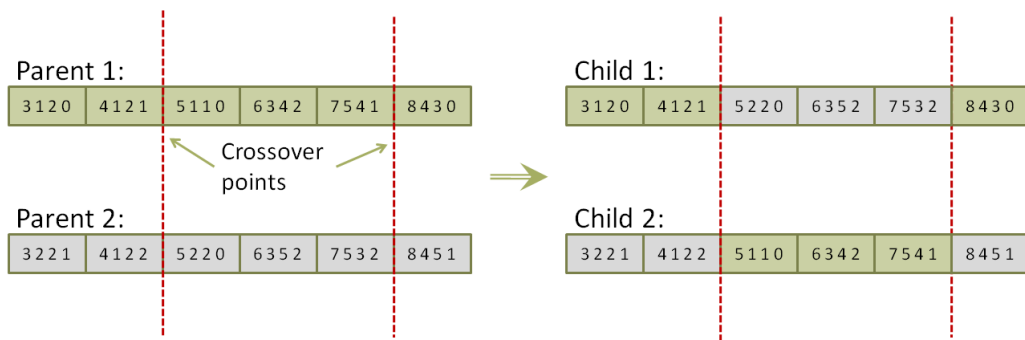 Parent 1:
3120 4121 5110 6342 7541 8430
Crossover
points
Parent 2:
3221 4122 5220 6352 7532 8451
Child 1:
3120 4121 5220 6352 7532 8430
Child 2:
3221 4122 5110 6342 7541 8451